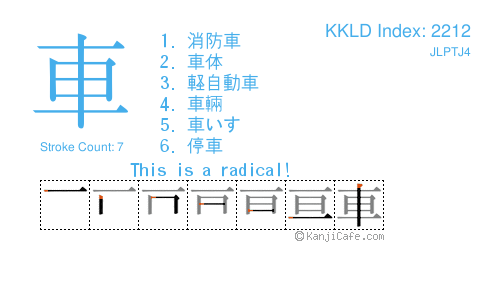 車
Stroke Count: 7
1. 消防車
2. 車体
3. 軽自動車
4. 車輛
5. 車いす
6. 停車
KKLD Index: 2212
JLPTJ4
This is a radical!
©KanjiCafe.com